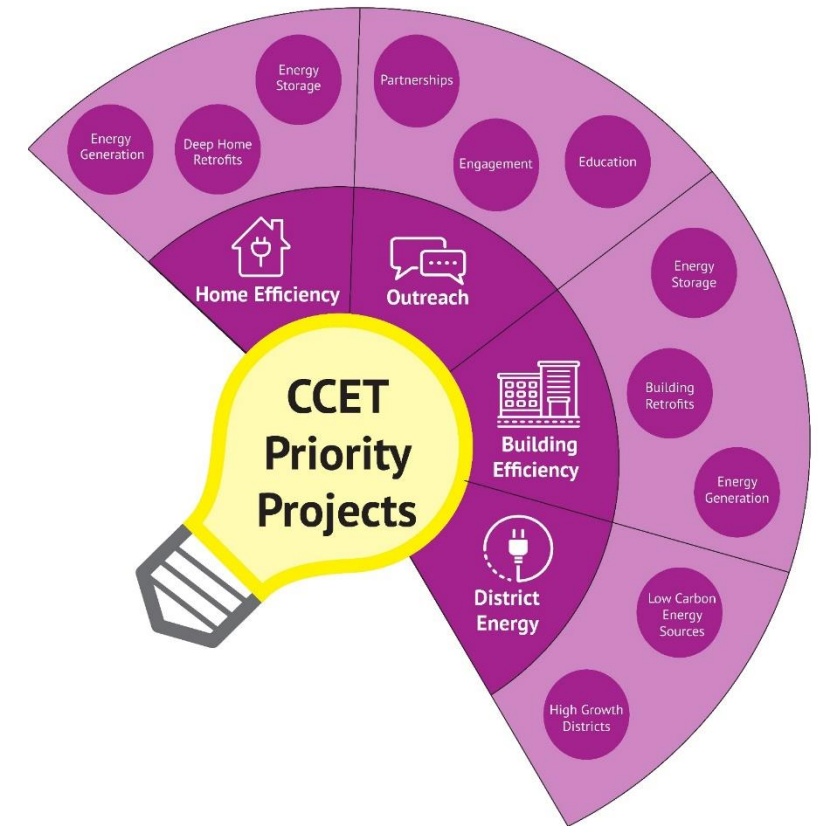 Energy
Storage
Partnerships
Energy
Generation
Deep Home
Retrofits
Engagement
Education
Home Efficiency
Outreach
Energy
Storage
Building
Retrofits
Energy
Generation
Building
Efficiency
CCET
Priority
Projects
District
Energy
Low Carbon
Energy
Sources
High Growth
Districts